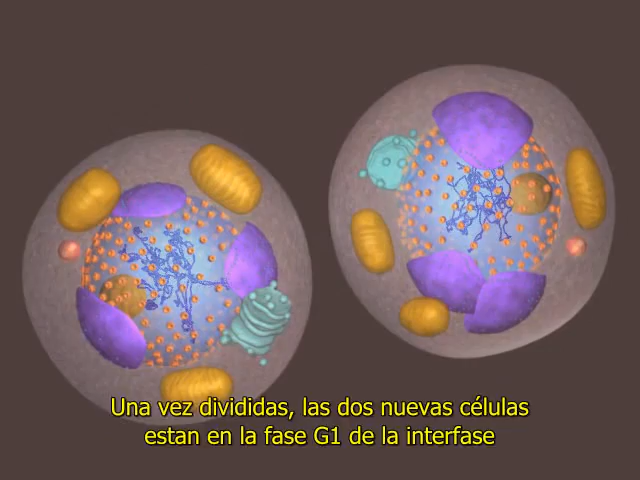 Una vez divididas, las dos nuevas células
estan en la fase G1 de la interfase